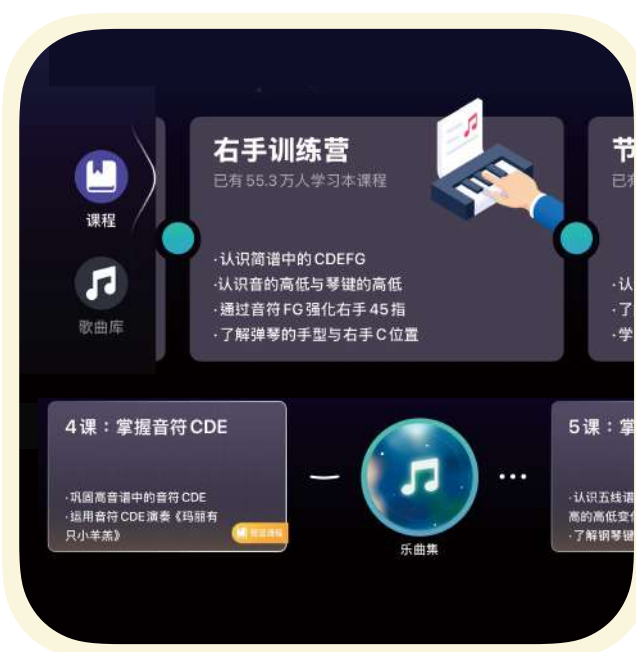 右手训练营
已有55.3万人学习本课程
·认识简谱中的CDEFG
·认识音的高低与琴键的高低
·通过音符FG强化右手45指
·了解弹琴的手型与右手C位置
课程
歌曲库
节
已有
·认
·了
·学
4课：掌握音符CDE
·巩固高音谱中的音符CDE
·运用音符CDE演奏《玛丽有
只小羊羔》
乐曲集
5课：掌
·认识五线谱
高的高低变化
·了解钢琴键